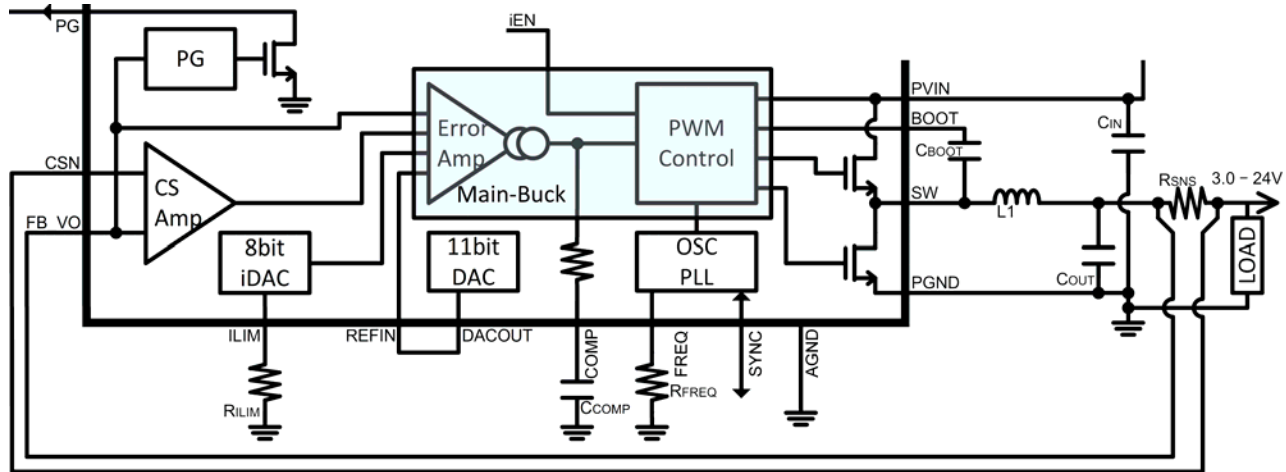 PG
iEN
PG
PVIN
BOOT
CIN
Error
Amp
PWM
Control
CBOOT
CSN
CS
Amp
Main-Buck
SW
L1
RSNS
3.0 – 24V
FB_VO
8bit
iDAC
11bit
DAC
OSC
PLL
COUT
LOAD
PGND
ILIM
REFIN
DACOUT
COMP
FREQ
SYNC
AGND
RILIM
CCOMP
RFREQ